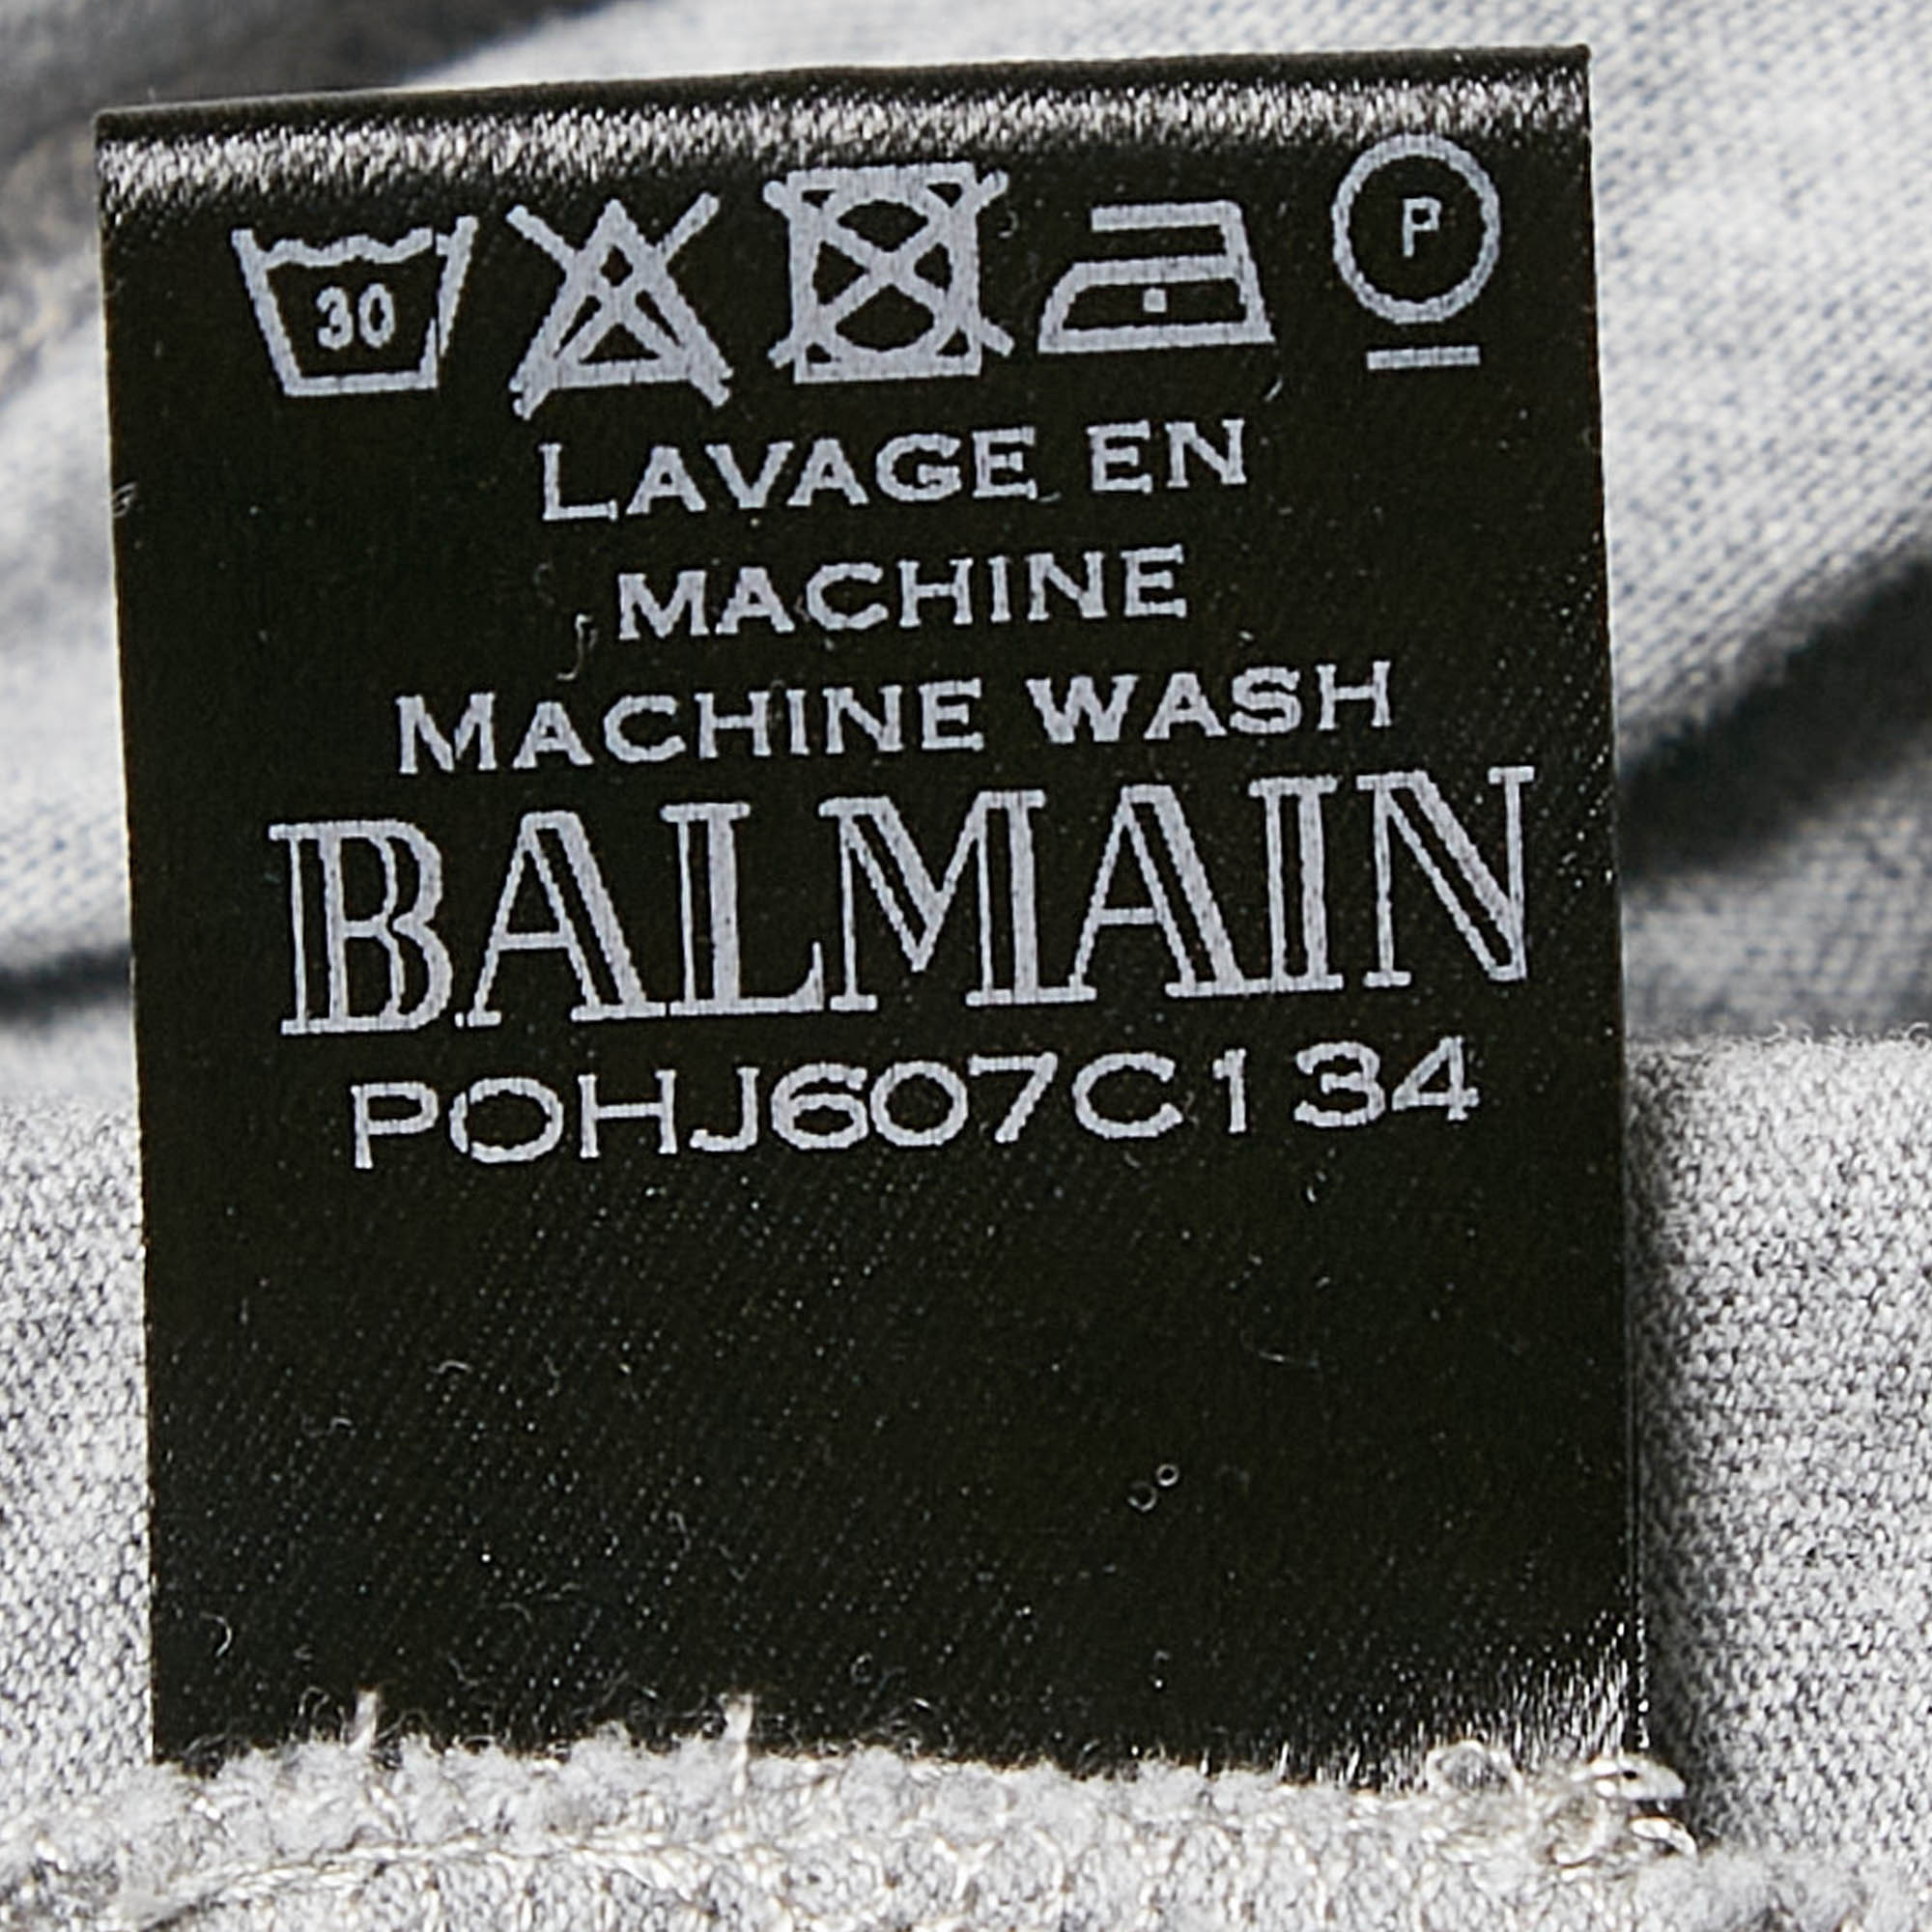 30 P
LAVAGE EN
MACHINE
MACHINE WASH
BALMAIN
POHJ607C134